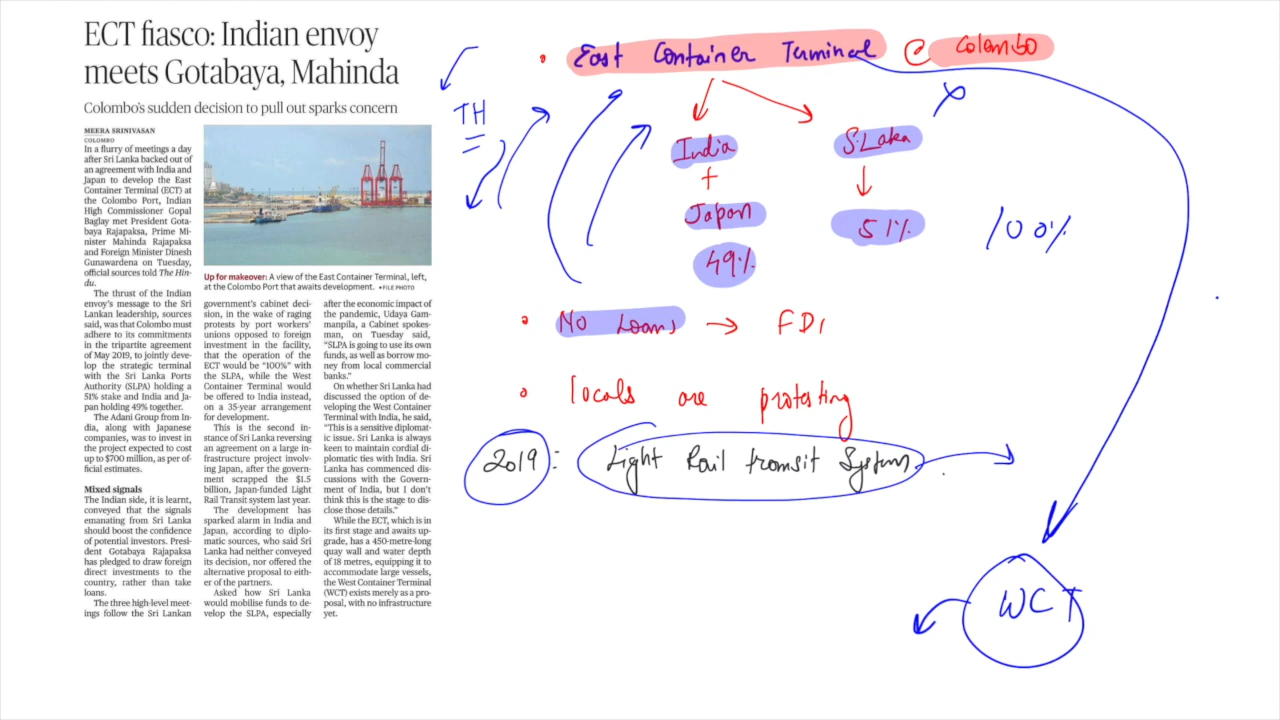 ECT fiasco: Indian envoy
meets Gotabaya, Mahinda
Colombo's sudden decision to pull out sparks concern
MEERA SRINIVASAN
COLOMBO
In a flurry of meetings a day
after Sri Lanka backed out of
an agreement with India and
Japan to develop the East
Container Terminal (ECT) at
the Colombo Port, Indian
High Commissioner Gopal
Baglay met President Gota-
baya Rajapaksa, Prime Mi-
nister Mahinda Rajapaksa
and Foreign Minister Dinesh
Gunawardena on Tuesday,
official sources told The Hin-
du.
The thrust of the Indian
envoy's message to the Sri
Lankan leadership, sources
said, was that Colombo must
adhere to its commitments
in the tripartite agreement
of May 2019, to jointly deve-
lop the strategic terminal
with the Sri Lanka Ports
Authority (SLPA) holding a
51% stake and India and Ja-
pan holding 49% together.
The Adani Group from In-
dia, along with Japanese
companies, was to invest in
the project expected to cost
up to $700 million, as per of-
ficial estimates.
Mixed signals
The Indian side, it is learnt,
conveyed that the signals
emanating from Sri Lanka
should boost the confidence
of potential investors. Presi-
dent Gotabaya Rajapaksa
has pledged to draw foreign
direct investments to the
country, rather than take
loans.
The three high-level meet-
ings follow the Sri Lankan
Up for makeover: A view of the East Container Terminal, left,
at the Colombo Port that awaits development. •FILE PHOTO
government's cabinet deci-
sion, in the wake of raging
protests by port workers'
unions opposed to foreign
investment in the facility,
that the operation of the
ECT would be "100%" with
the SLPA, while the West
Container Terminal would
be offered to India instead,
on a 35-year arrangement
for development.
This is the second in-
stance of Sri Lanka reversing
an agreement on a large in-
frastructure project involv-
ing Japan, after the govern-
ment scrapped the $1.5
billion, Japan-funded Light
Rail Transit system last year.
The development has
sparked alarm in India and
Japan, according to diplo-
matic sources, who said Sri
Lanka had neither conveyed
its decision, nor offered the
alternative proposal to eith-
er of the partners.
Asked how Sri Lanka
would mobilise funds to de-
velop the SLPA, especially
after the economic impact of
the pandemic, Udaya Gam-
manpila, a Cabinet spokes-
man, on Tuesday said,
"SLPA is going to use its own
funds, as well as borrow mo-
ney from local commercial
banks."
On whether Sri Lanka had
discussed the option of de-
veloping the West Container
Terminal with India, he said,
"This is a sensitive diplomat-
ic issue. Sri Lanka is always
keen to maintain cordial di-
plomatic ties with India. Sri
Lanka has commenced dis-
cussions with the Govern-
ment of India, but I don't
think this is the stage to dis-
close those details."
While the ECT, which is in
its first stage and awaits up-
grade, has a 450-metre-long
quay wall and water depth
of 18 metres, equipping it to
accommodate large vessels,
the West Container Terminal
(WCT) exists merely as a pro-
posal, with no infrastructure
yet.
• East Container Terminal @ Colombo
TH
India S.Laka
+
Japan 51%
49%
100%
• No Loans → FDI
• locals are protesting
2019: Light Rail transit System
WCT